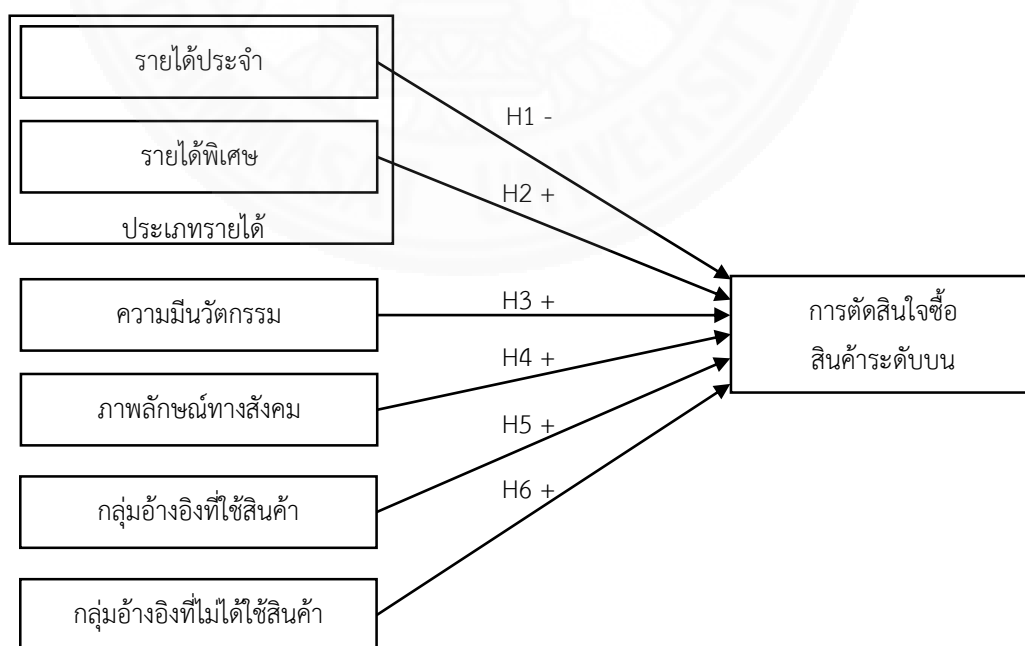 รายได้ประจำ
รายได้พิเศษ
ประเภทรายได้
ความมีนวัตกรรม
ภาพลักษณ์ทางสังคม
กลุ่มอ้างอิงที่ใช้สินค้า
กลุ่มอ้างอิงที่ไม่ได้ใช้สินค้า
H1 -
H2 +
H3 +
H4 +
H5 +
H6 +
การตัดสินใจซื้อ
สินค้าระดับบน